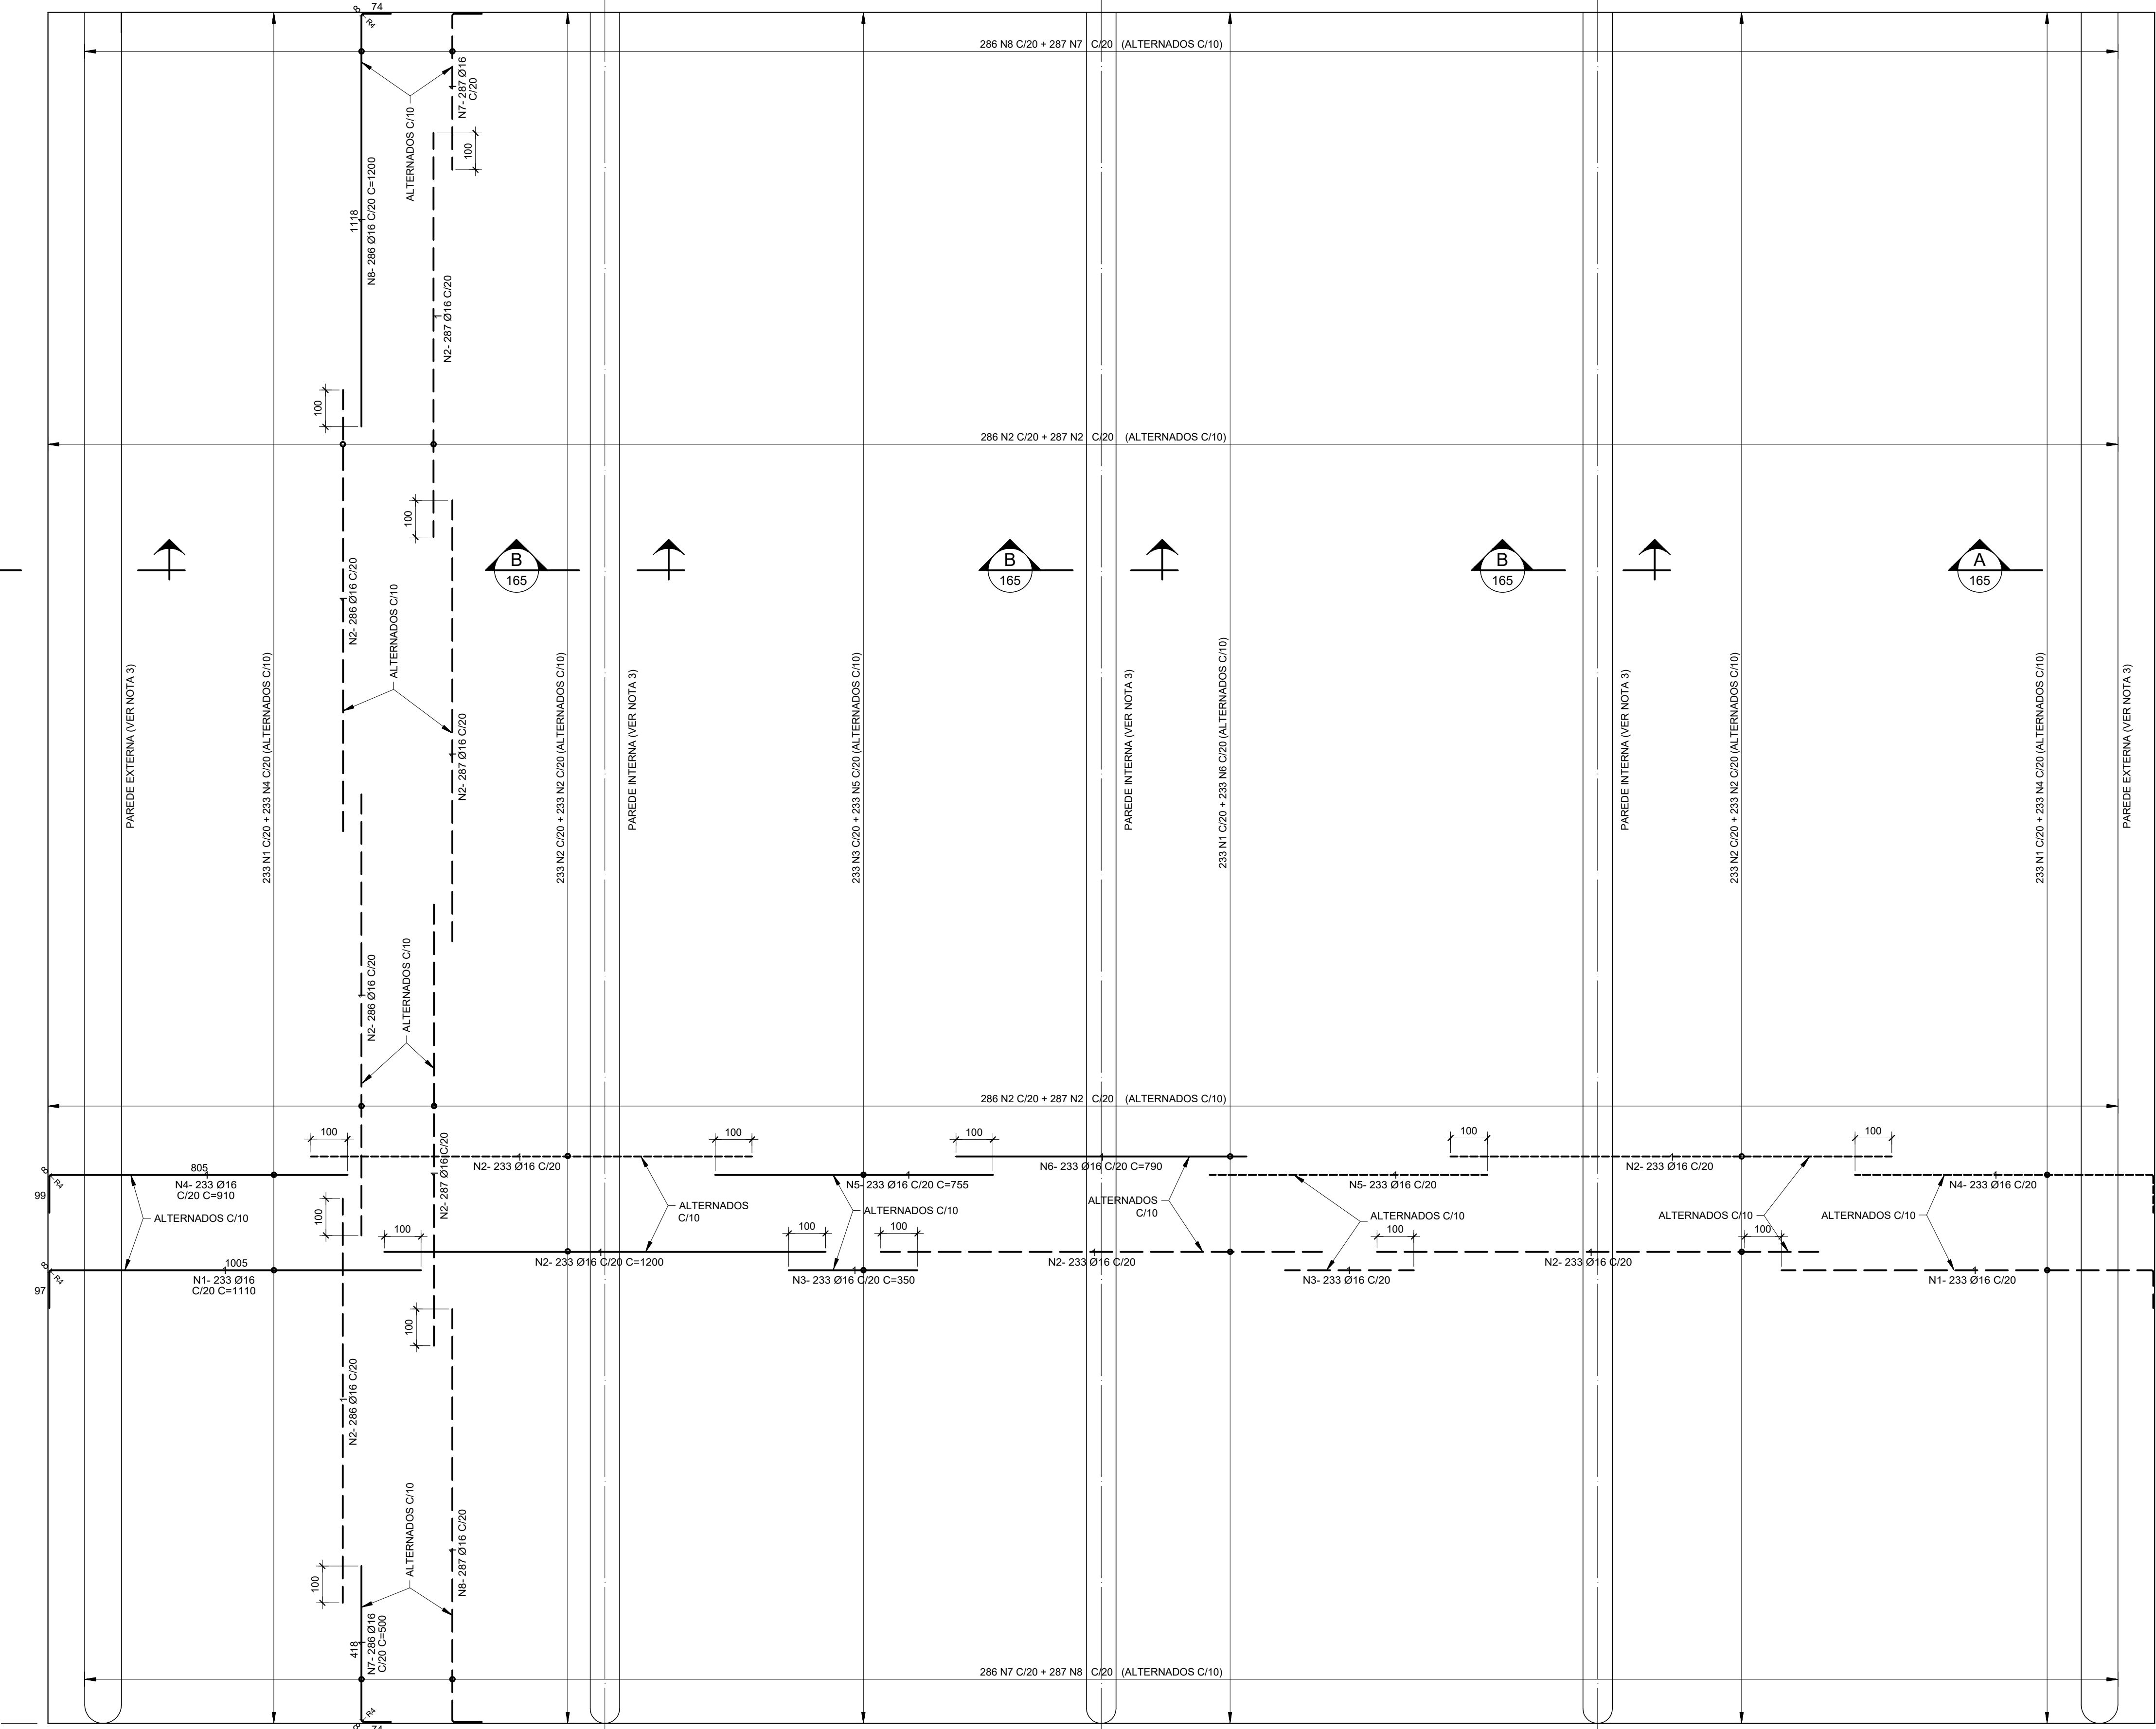 74
8
R4
286 N8 C/20 + 287 N7 C/20 (ALTERNADOS C/10)
N7- 287 Ø16
C/20
ALTERNADOS C/10
100
1118
N8- 286 Ø16 C/20 C=1200
N2- 287 Ø16 C/20
100
286 N2 C/20 + 287 N2 C/20 (ALTERNADOS C/10)
100
B
165
B
165
B
165
A
165
N2- 286 Ø16 C/20
ALTERNADOS C/10
N2- 287 Ø16 C/20
PAREDE EXTERNA (VER NOTA 3)
233 N1 C/20 + 233 N4 C/20 (ALTERNADOS C/10)
233 N2 C/20 + 233 N2 C/20 (ALTERNADOS C/10)
PAREDE INTERNA (VER NOTA 3)
233 N3 C/20 + 233 N5 C/20 (ALTERNADOS C/10)
PAREDE INTERNA (VER NOTA 3)
233 N1 C/20 + 233 N6 C/20 (ALTERNADOS C/10)
PAREDE INTERNA (VER NOTA 3)
233 N2 C/20 + 233 N2 C/20 (ALTERNADOS C/10)
233 N1 C/20 + 233 N4 C/20 (ALTERNADOS C/10)
PAREDE EXTERNA (VER NOTA 3)
N2- 286 Ø16 C/20
ALTERNADOS C/10
286 N2 C/20 + 287 N2 C/20 (ALTERNADOS C/10)
100
100
100
100
100
8
R4
99
805
N4- 233 Ø16
C/20 C=910
N2- 233 Ø16 C/20
N2- 287 Ø16 C/20
N5- 233 Ø16 C/20 C=755
N6- 233 Ø16 C/20 C=790
N5- 233 Ø16 C/20
N2- 233 Ø16 C/20
N4- 233 Ø16 C/20
ALTERNADOS C/10
ALTERNADOS
C/10
ALTERNADOS C/10
ALTERNADOS
C/10
ALTERNADOS C/10
ALTERNADOS C/10
ALTERNADOS C/10
100
100
100
100
100
100
8
R4
97
1005
N1- 233 Ø16
C/20 C=1110
N2- 233 Ø16 C/20 C=1200
N3- 233 Ø16 C/20 C=350
N2- 233 Ø16 C/20
N3- 233 Ø16 C/20
N2- 233 Ø16 C/20
N1- 233 Ø16 C/20
100
N2- 286 Ø16 C/20
ALTERNADOS C/10
N8- 287 Ø16 C/20
100
418
N7- 286 Ø16
C/20 C=500
286 N7 C/20 + 287 N8 C/20 (ALTERNADOS C/10)
R4
8
74